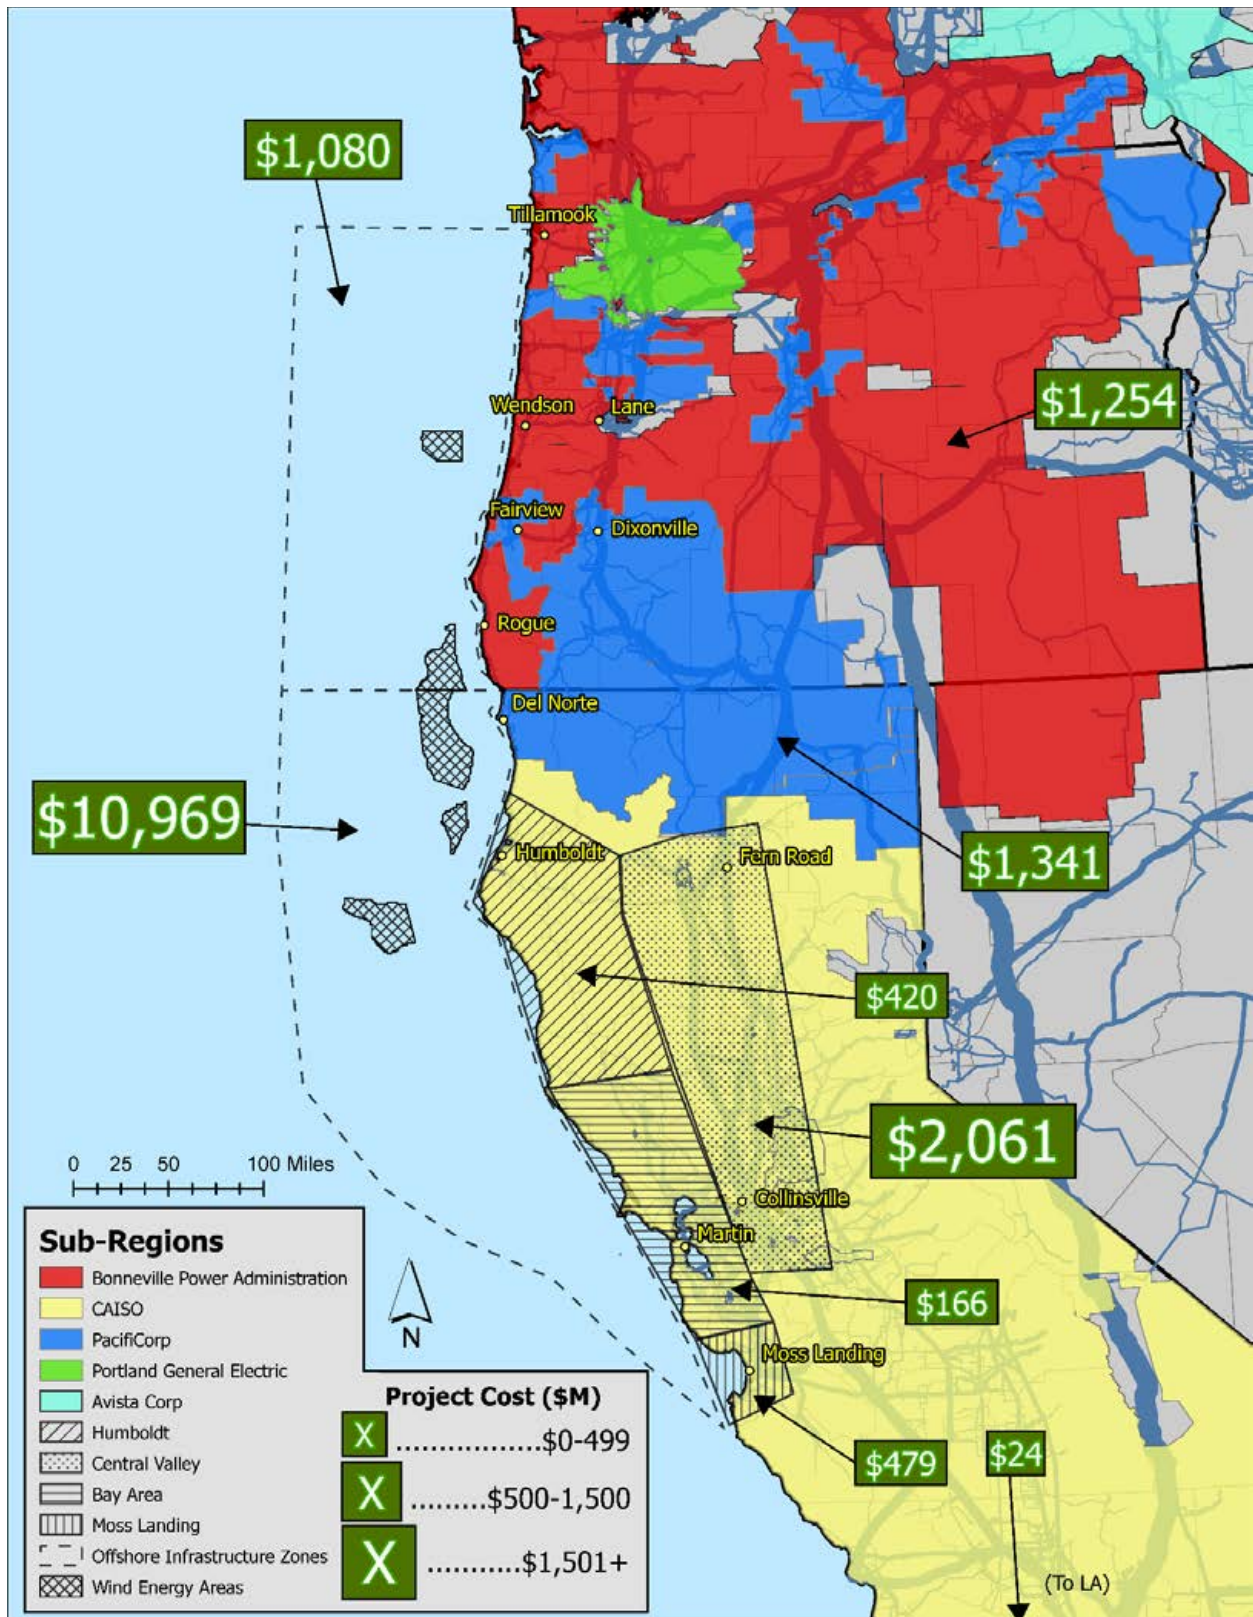 $1,080
Tillamook
$1,254
Wendson
Lane
Fairview
Dixonville
Rogue
Del Norte
$10,969
$1,341
Humboldt
Fern Road
$420
$2,061
0 25 50 100 Miles
Collinsville
Martin
N
$166
Moss Landing
$479
$24
(To LA)
Sub-Regions
Bonneville Power Administration
CAISO
PacifiCorp
Portland General Electric
Avista Corp
Humboldt
Central Valley
Bay Area
Moss Landing
Offshore Infrastructure Zones
Wind Energy Areas
Project Cost ($M)
X .................$0-499
X .........$500-1,500
X ...........$1,501+